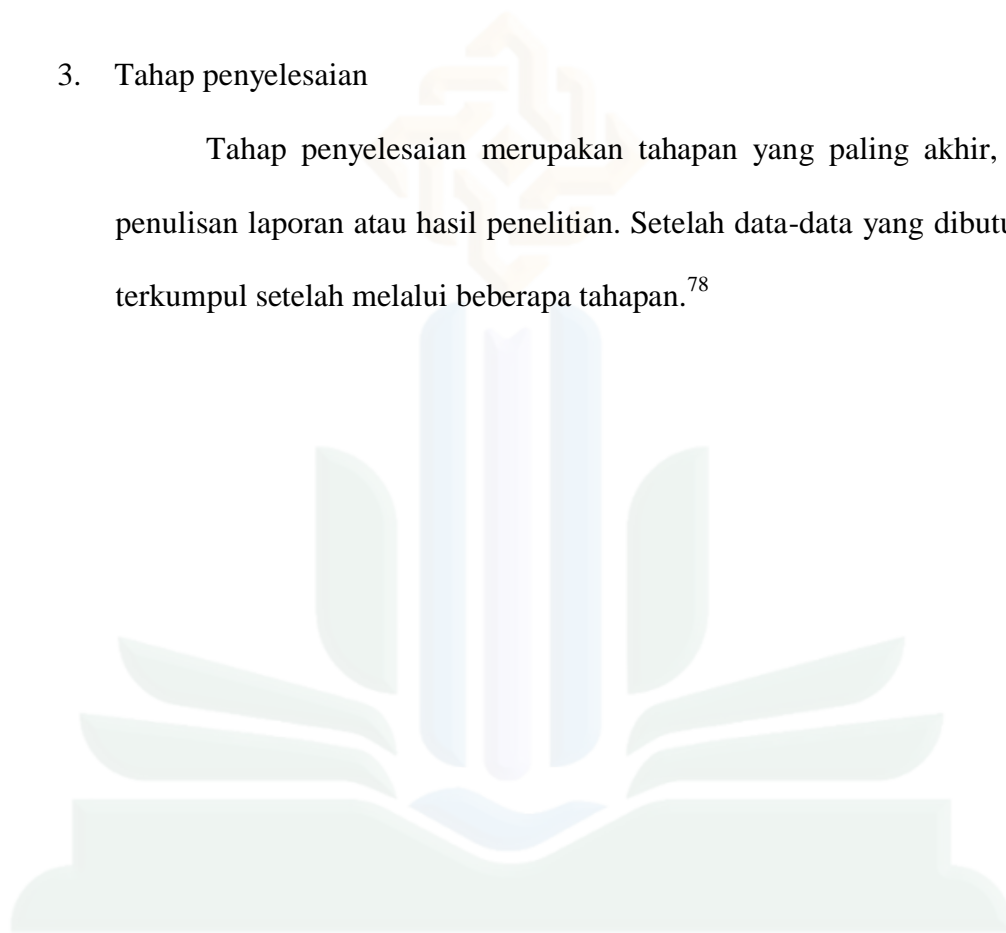 3. Tahap penyelesaian
Tahap penyelesaian merupakan tahapan yang paling akhir,
penulisan laporan atau hasil penelitian. Setelah data-data yang
terkumpul setelah melalui beberapa tahapan.78